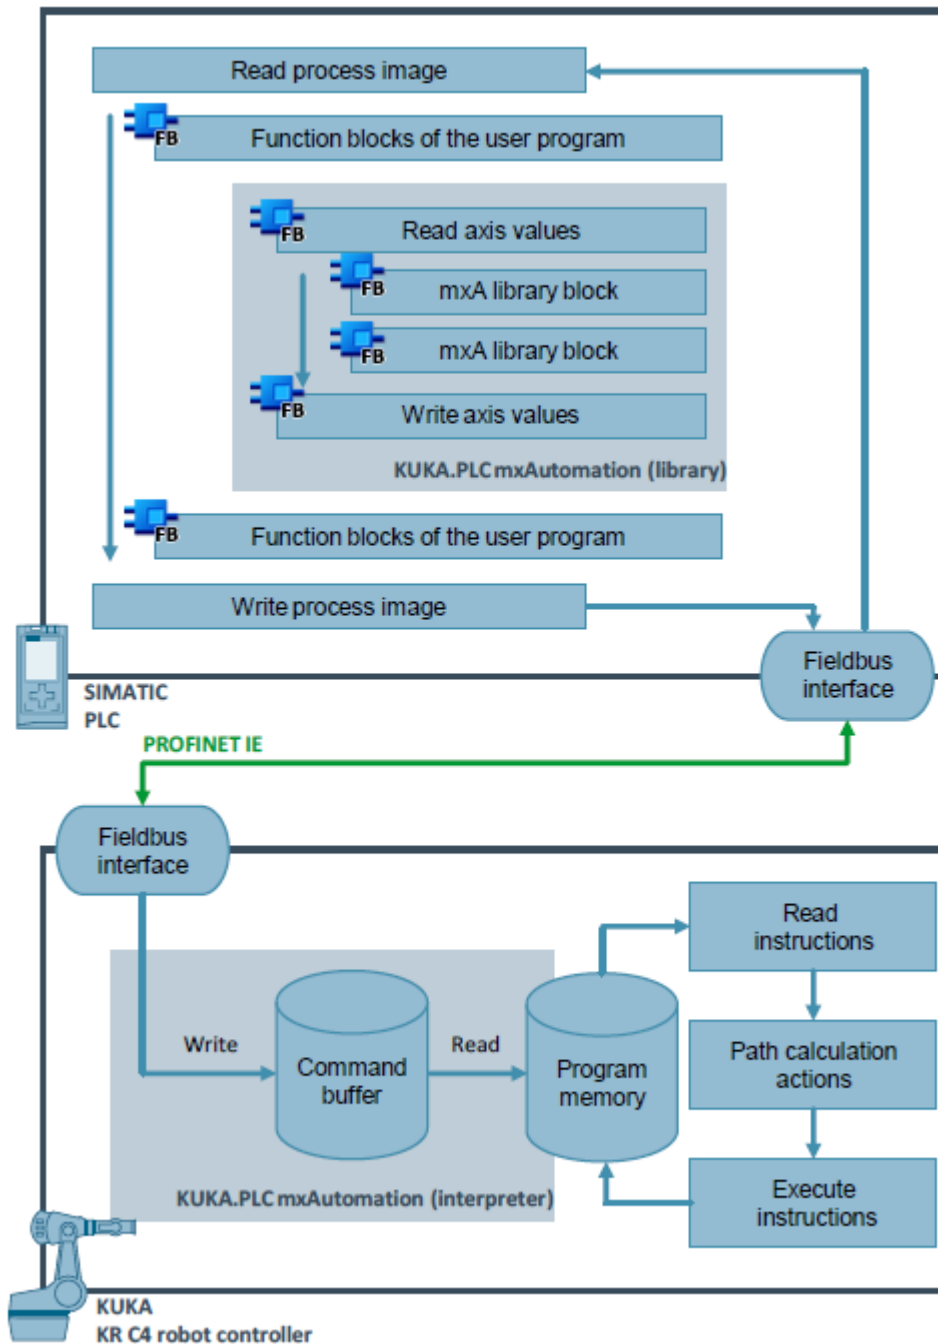 Read process image
FB
Function blocks of the user program
FB
Read axis values
FB
mxA library block
FB
mxA library block
FB
Write axis values
KUKA.PLC mxAutomation (library)
FB
Function blocks of the user program
Write process image
Fieldbus
interface
SIMATIC
PLC
PROFINET IE
Fieldbus
interface
Read
instructions
Write
Command
buffer
Read
Program
memory
Path calculation
actions
KUKA.PLC mxAutomation (interpreter)
Execute
instructions
KUKA
KR C4 robot controller